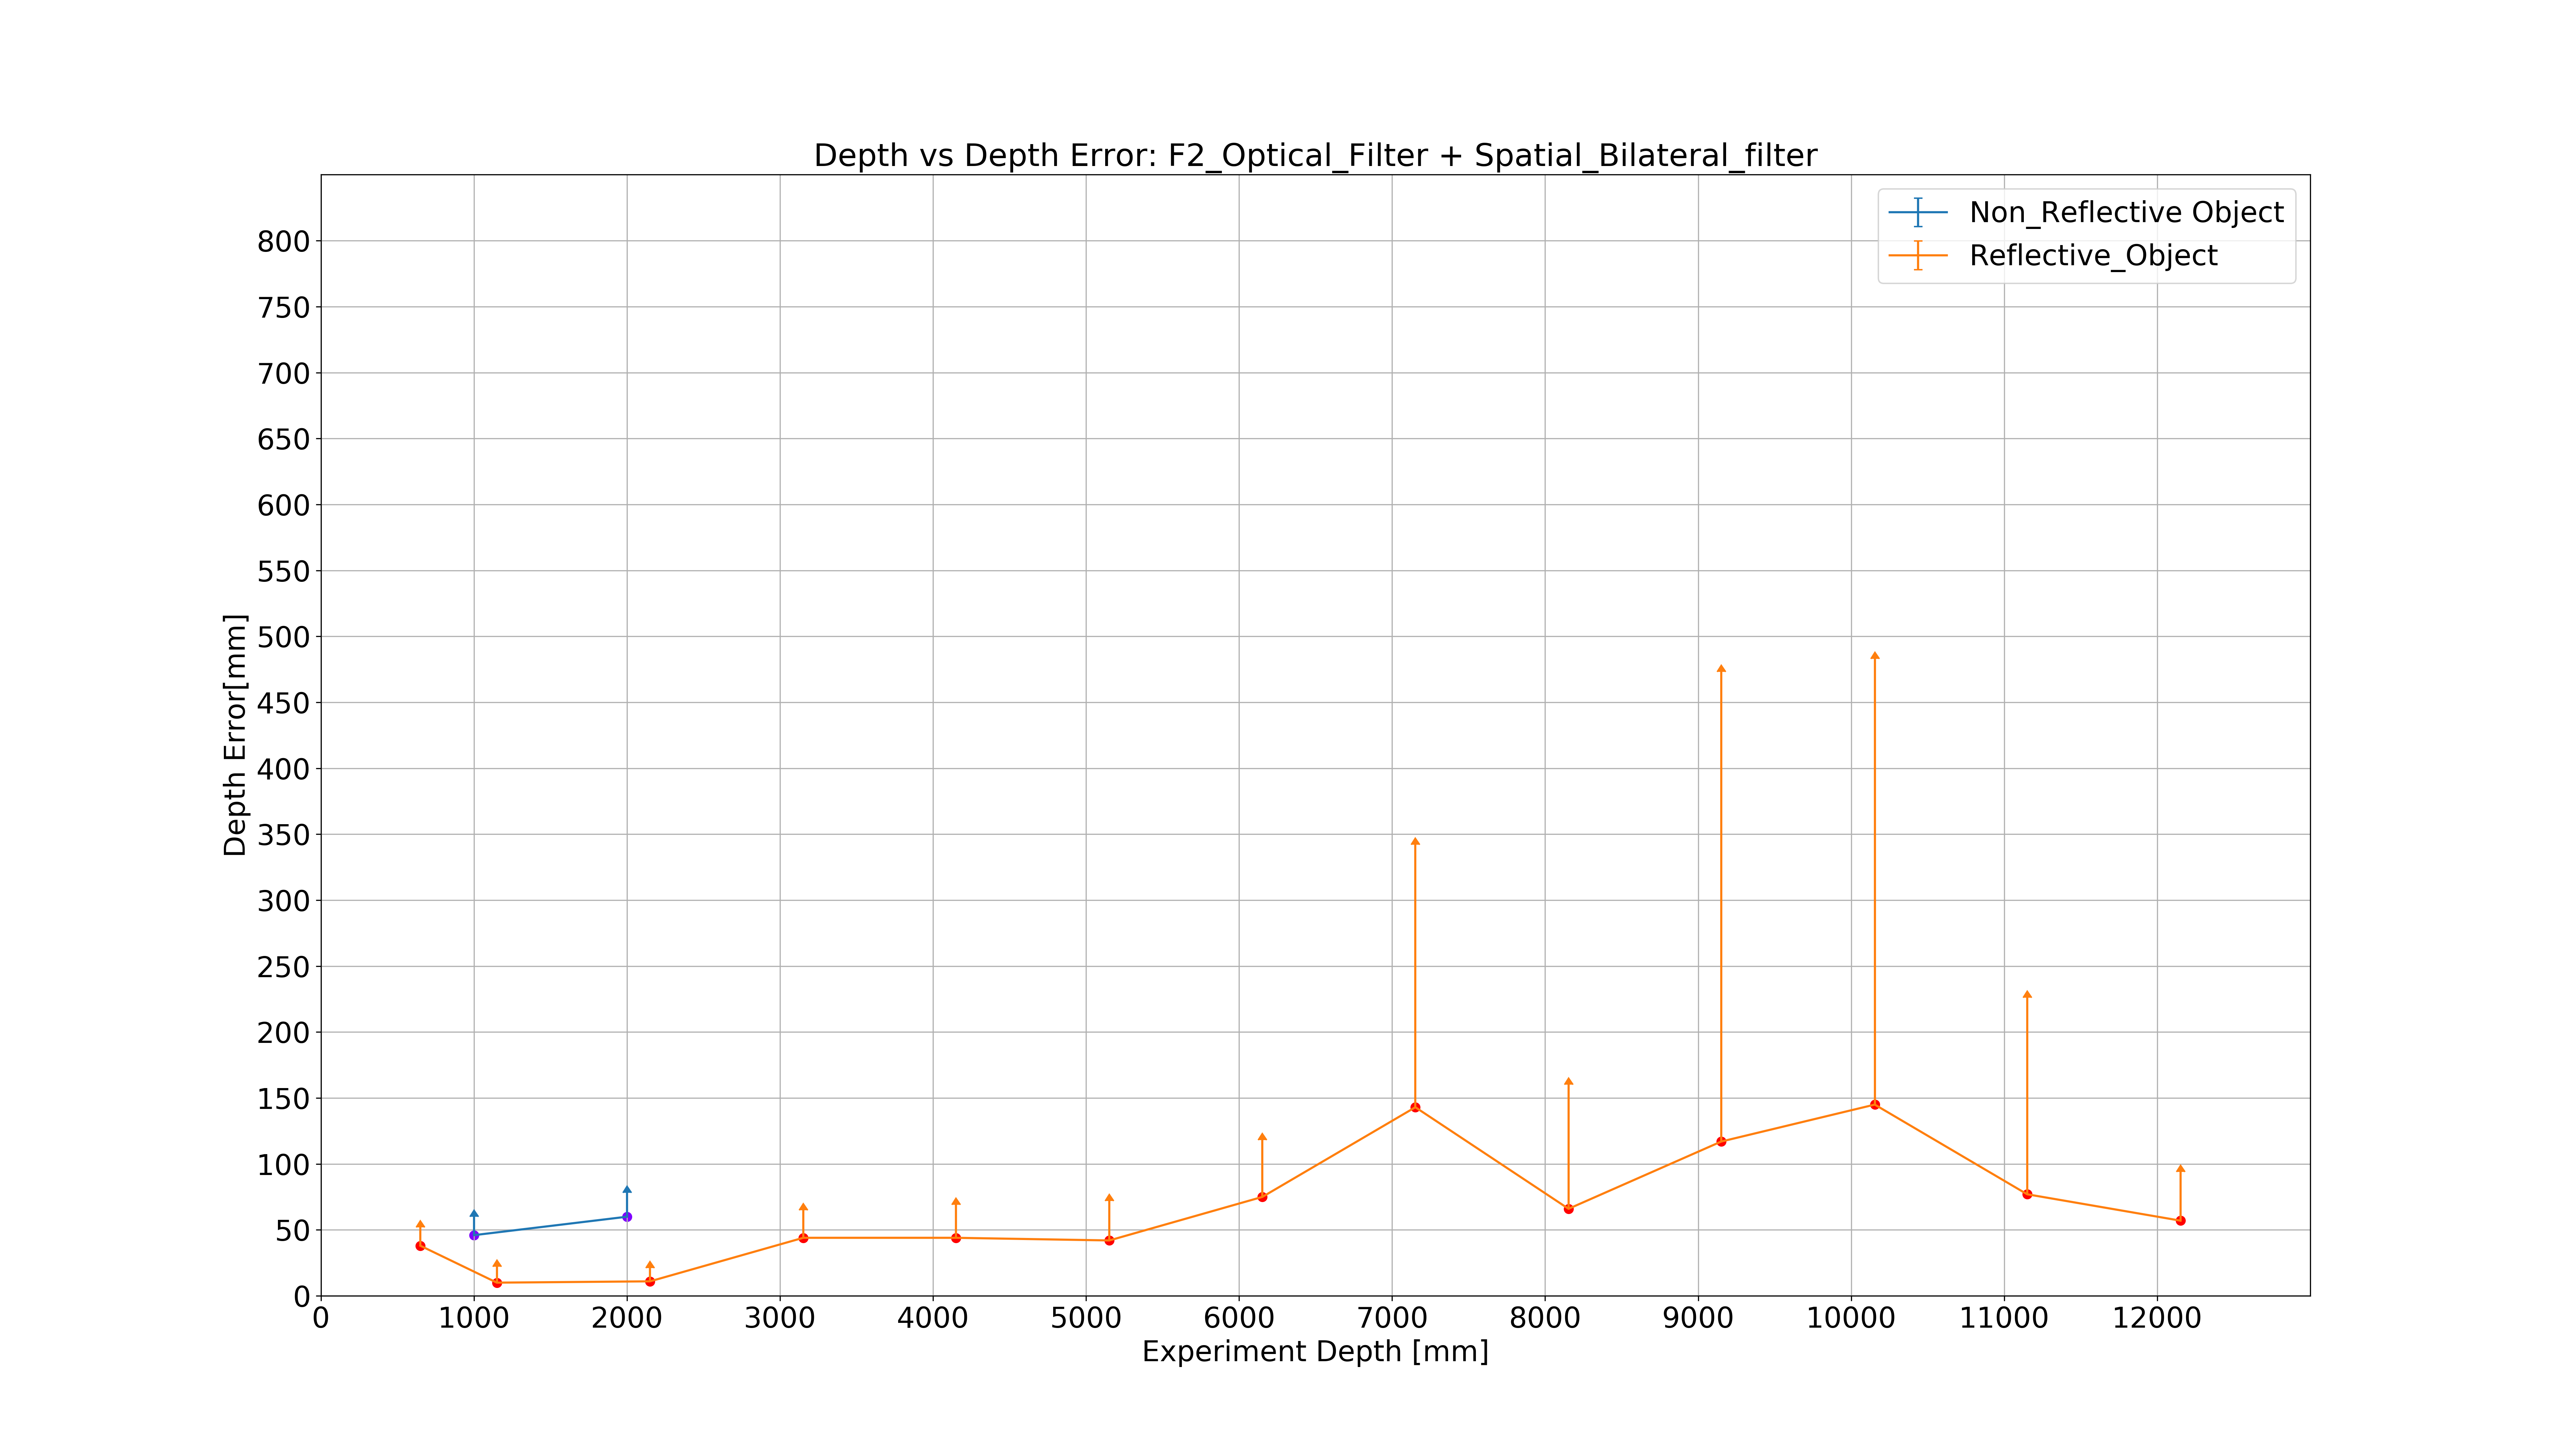 Depth vs Depth Error: F2_Optical_Filter + Spatial_Bilateral_filter
Non_Reflective Object
Reflective_Object
800
750
700
650
600
550
500
450
400
350
300
250
200
150
100
50
0
Depth Error[mm]
0 1000 2000 3000 4000 5000 6000 7000 8000 9000 10000 11000 12000
Experiment Depth [mm]